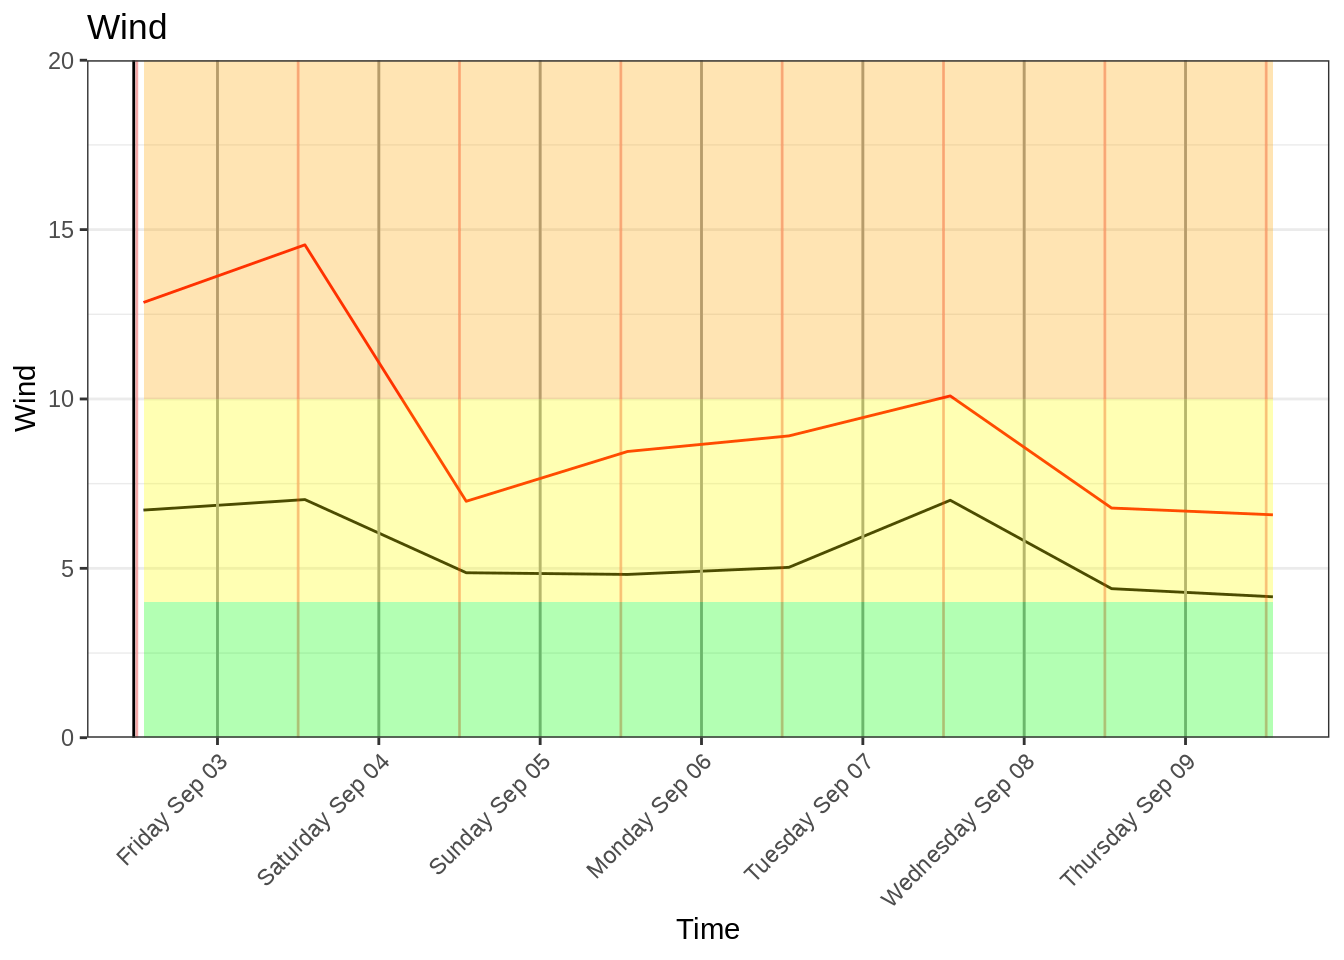 Wind
20
15
10
5
0
Wind
Friday Sep 03
Saturday Sep 04
Sunday Sep 05
Monday Sep 06
Tuesday Sep 07
Wednesday Sep 08
Thursday Sep 09
Time